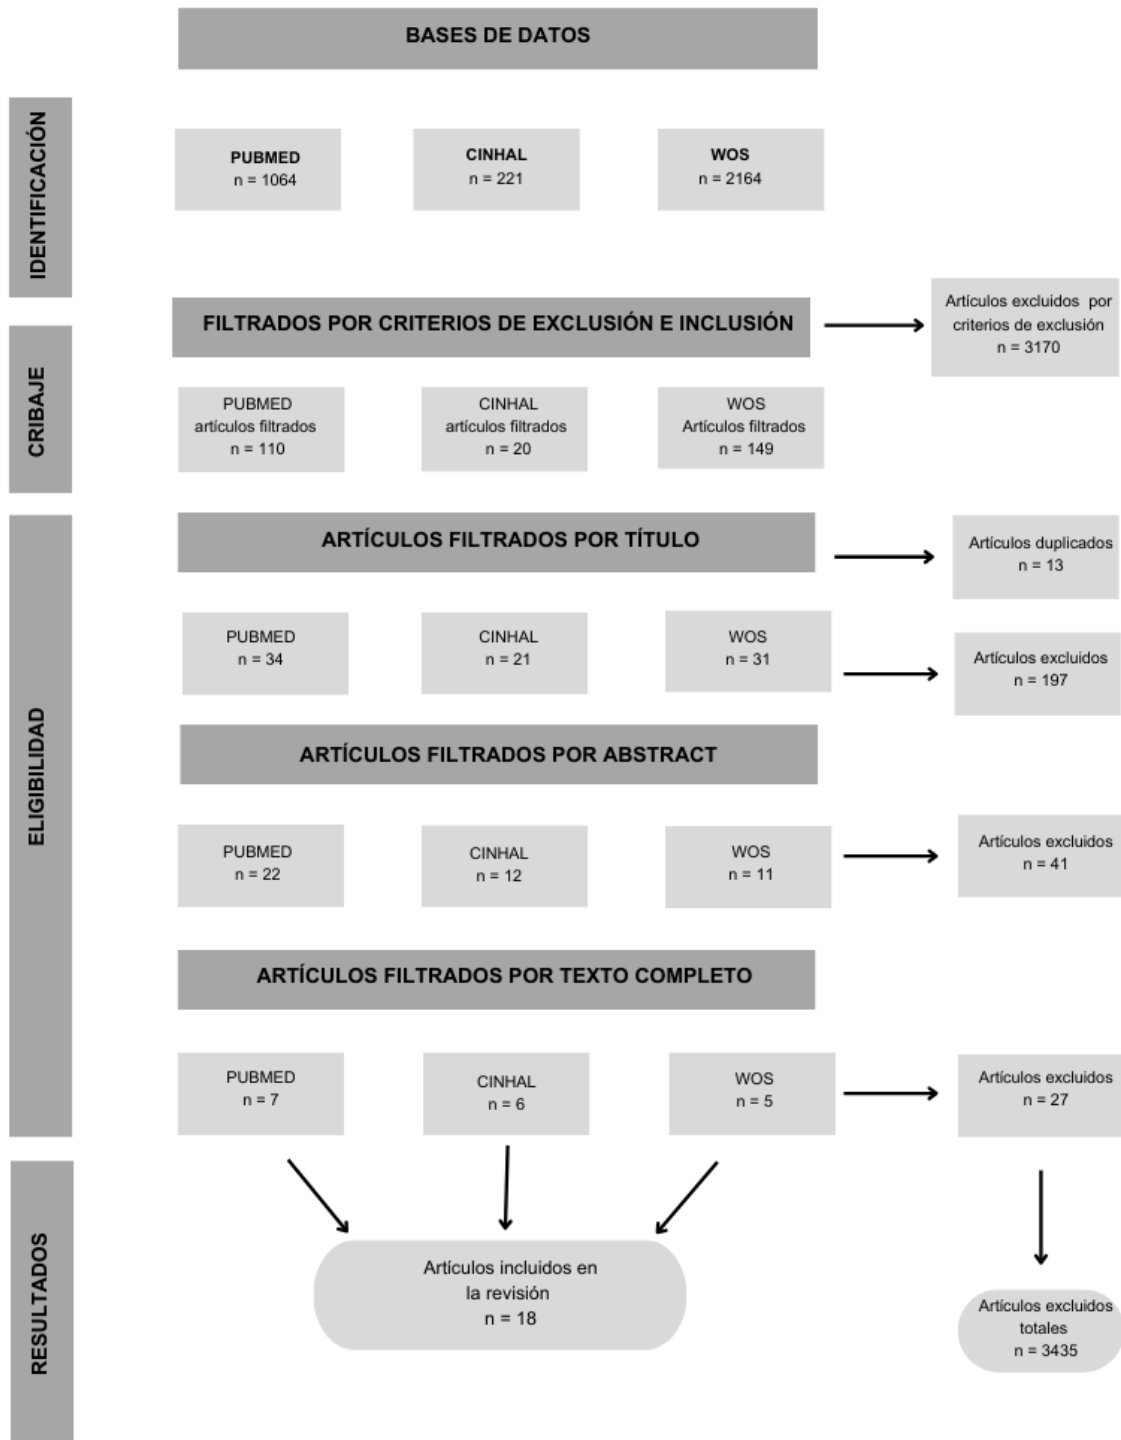 BASES DE DATOS
IDENTIFICACIÓN
PUBMED
n = 1064
CINHAL
n = 221
WOS
n = 2164
FILTRADOS POR CRITERIOS DE EXCLUSIÓN E INCLUSIÓN
Artículos excluidos por
criterios de exclusión
n = 3170
CRIBAJE
PUBMED
artículos filtrados
n = 110
CINHAL
artículos filtrados
n = 20
WOS
Artículos filtrados
n = 149
ELIGIBILIDAD
ARTÍCULOS FILTRADOS POR TÍTULO
Artículos duplicados
n = 13
PUBMED
n = 34
CINHAL
n = 21
WOS
n = 31
Artículos excluidos
n = 197
ARTÍCULOS FILTRADOS POR ABSTRACT
PUBMED
n = 22
CINHAL
n = 12
WOS
n = 11
Artículos excluidos
n = 41
ARTÍCULOS FILTRADOS POR TEXTO COMPLETO
PUBMED
n = 7
CINHAL
n = 6
WOS
n = 5
Artículos excluidos
n = 27
RESULTADOS
Artículos incluidos en
la revisión
n = 18
Artículos excluidos
totales
n = 3435